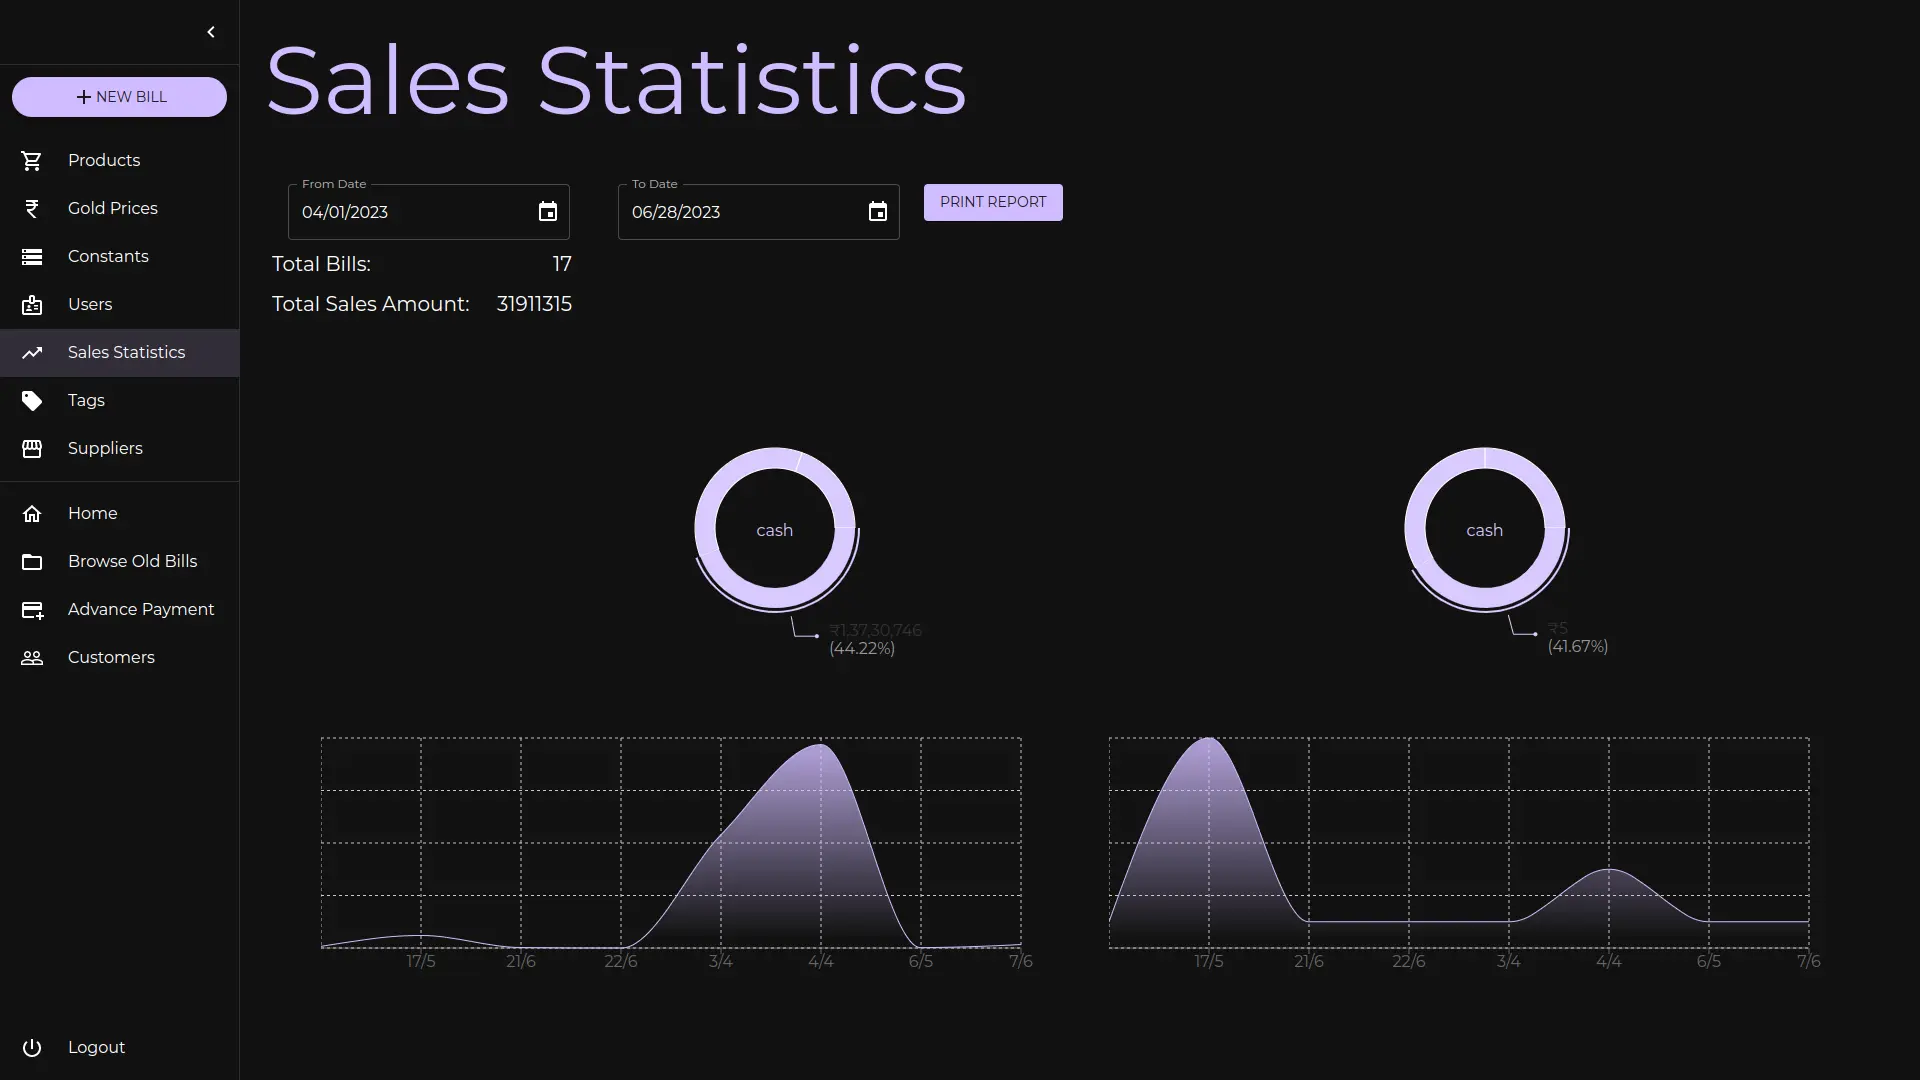 NEW BILL
Products
Gold Prices
Constants
Users
Sales Statistics
Tags
Suppliers
Home
Browse Old Bills
Advance Payment
Customers
Logout
Sales Statistics
From Date
04/01/2023
To Date
06/28/2023
PRINT REPORT
Total Bills: 17
Total Sales Amount: 31911315
cash
₹1,37,30,746
(44.22%)
cash
₹5
(41.67%)
17/5 21/6 22/6 3/4 4/4 6/5 7/6
17/5 21/6 22/6 3/4 4/4 6/5 7/6